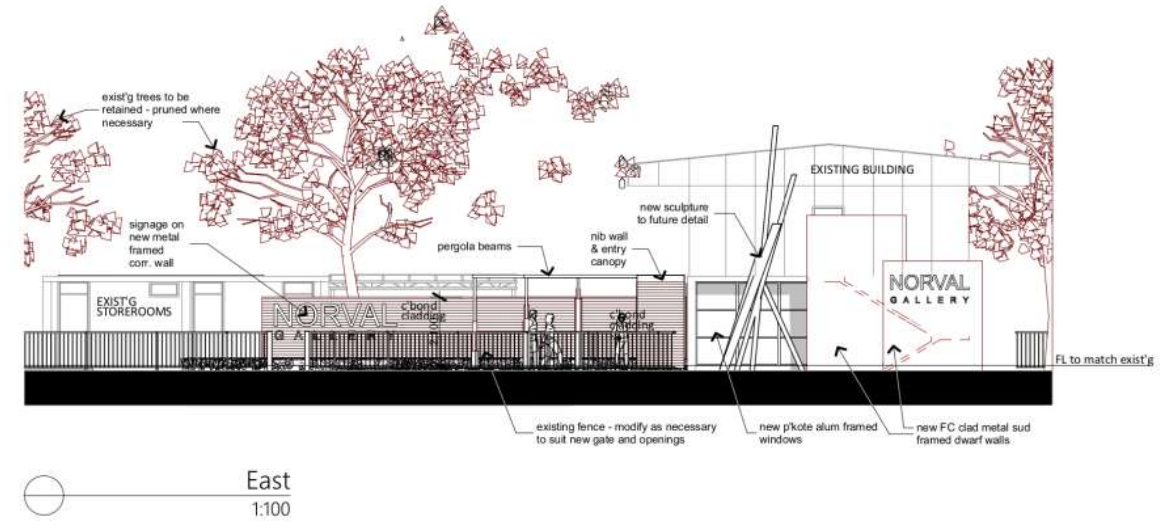 exist'g trees to be
retained - pruned where
necessary
EXISTING BUILDING
new sculpture
to future detail
signage on
new metal
framed
corr. wall
pergola beams
nib wall
& entry
canopy
EXIST'G
STOREROOMS
NORVAL
GALLERY
c'bond
cladding
c'bond
cladding
NORVAL
GALLERY
FL to match exist'g
existing fence - modify as necessary
to suit new gate and openings
new p'kote alum framed
windows
new FC clad metal sud
framed dwarf walls
East
1:100